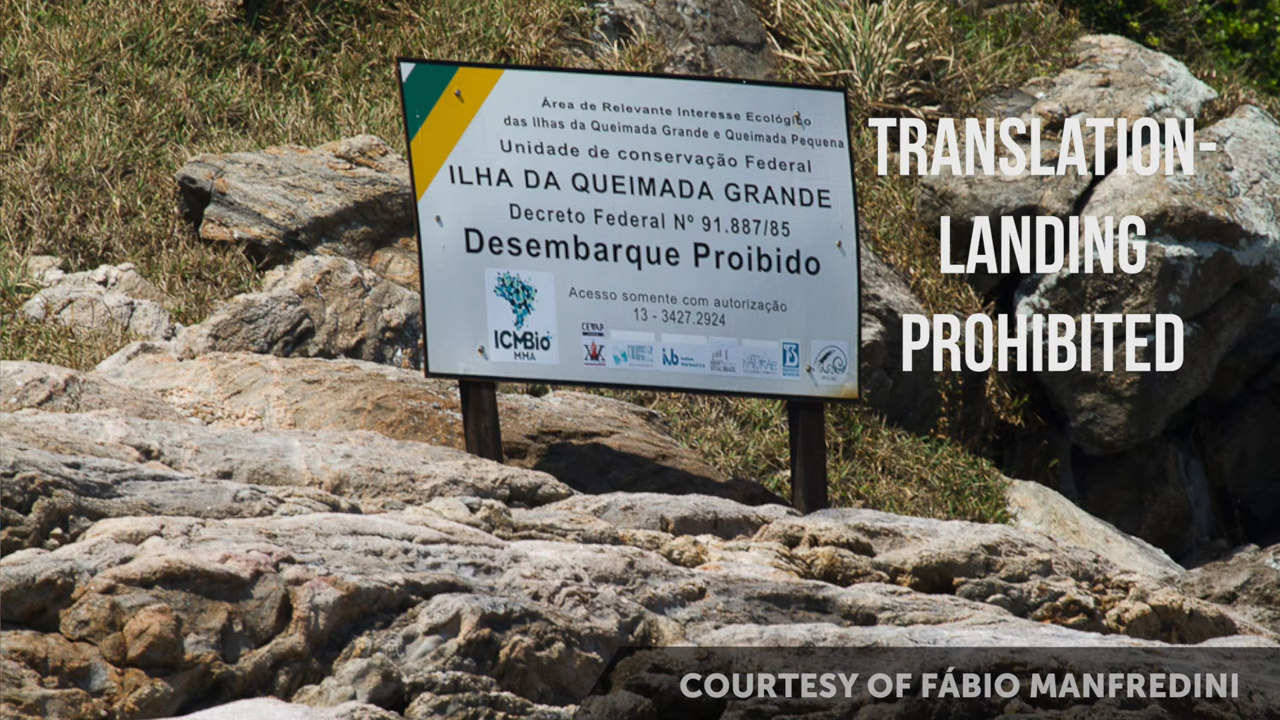 Área de Relevante Interesse Ecológico
das Ilhas da Queimada Grande e Queimada Pequena
Unidade de conservação Federal
ILHA DA QUEIMADA GRANDE
Decreto Federal Nº 91.887/85
Desembarque Proibido
Acesso somente com autorização
13 - 3427.2924
ICMBio
MMA
CEVAP
TRANSLATION-
LANDING
PROHIBITED
COURTESY OF FÁBIO MANFREDINI